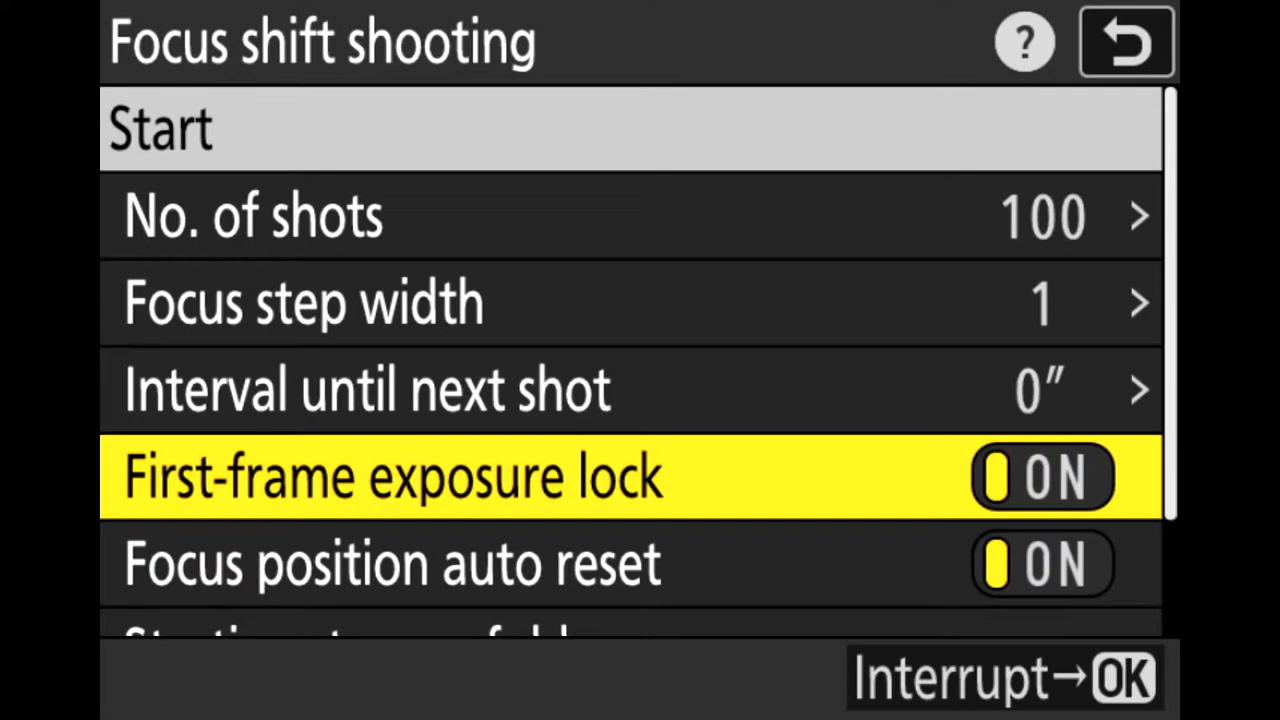 Focus shift shooting ?
Start
No. of shots 100 >
Focus step width 1 >
Interval until next shot 0″ >
First-frame exposure lock ON
Focus position auto reset ON
Interrupt→OK